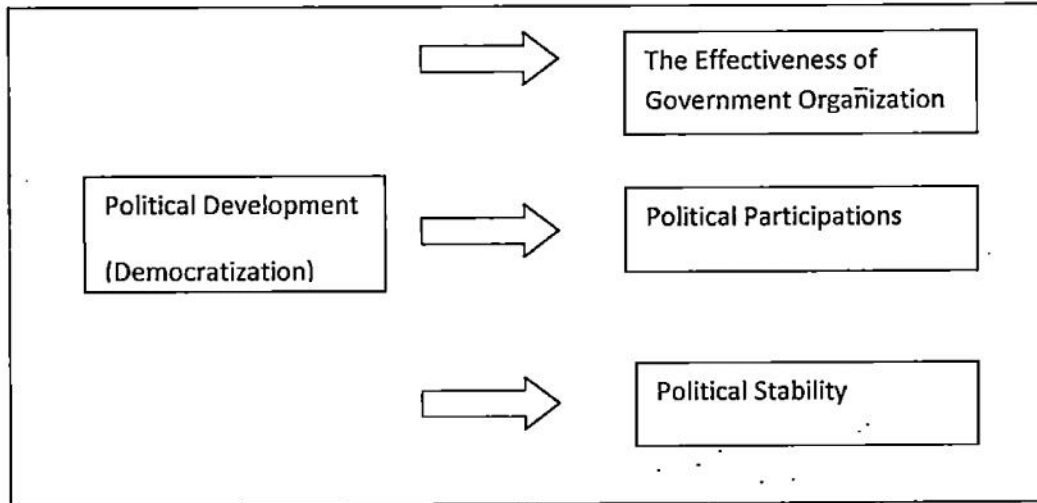 The Effectiveness of
Government Organization
Political Development
(Democratization)
Political Participations
Political Stability